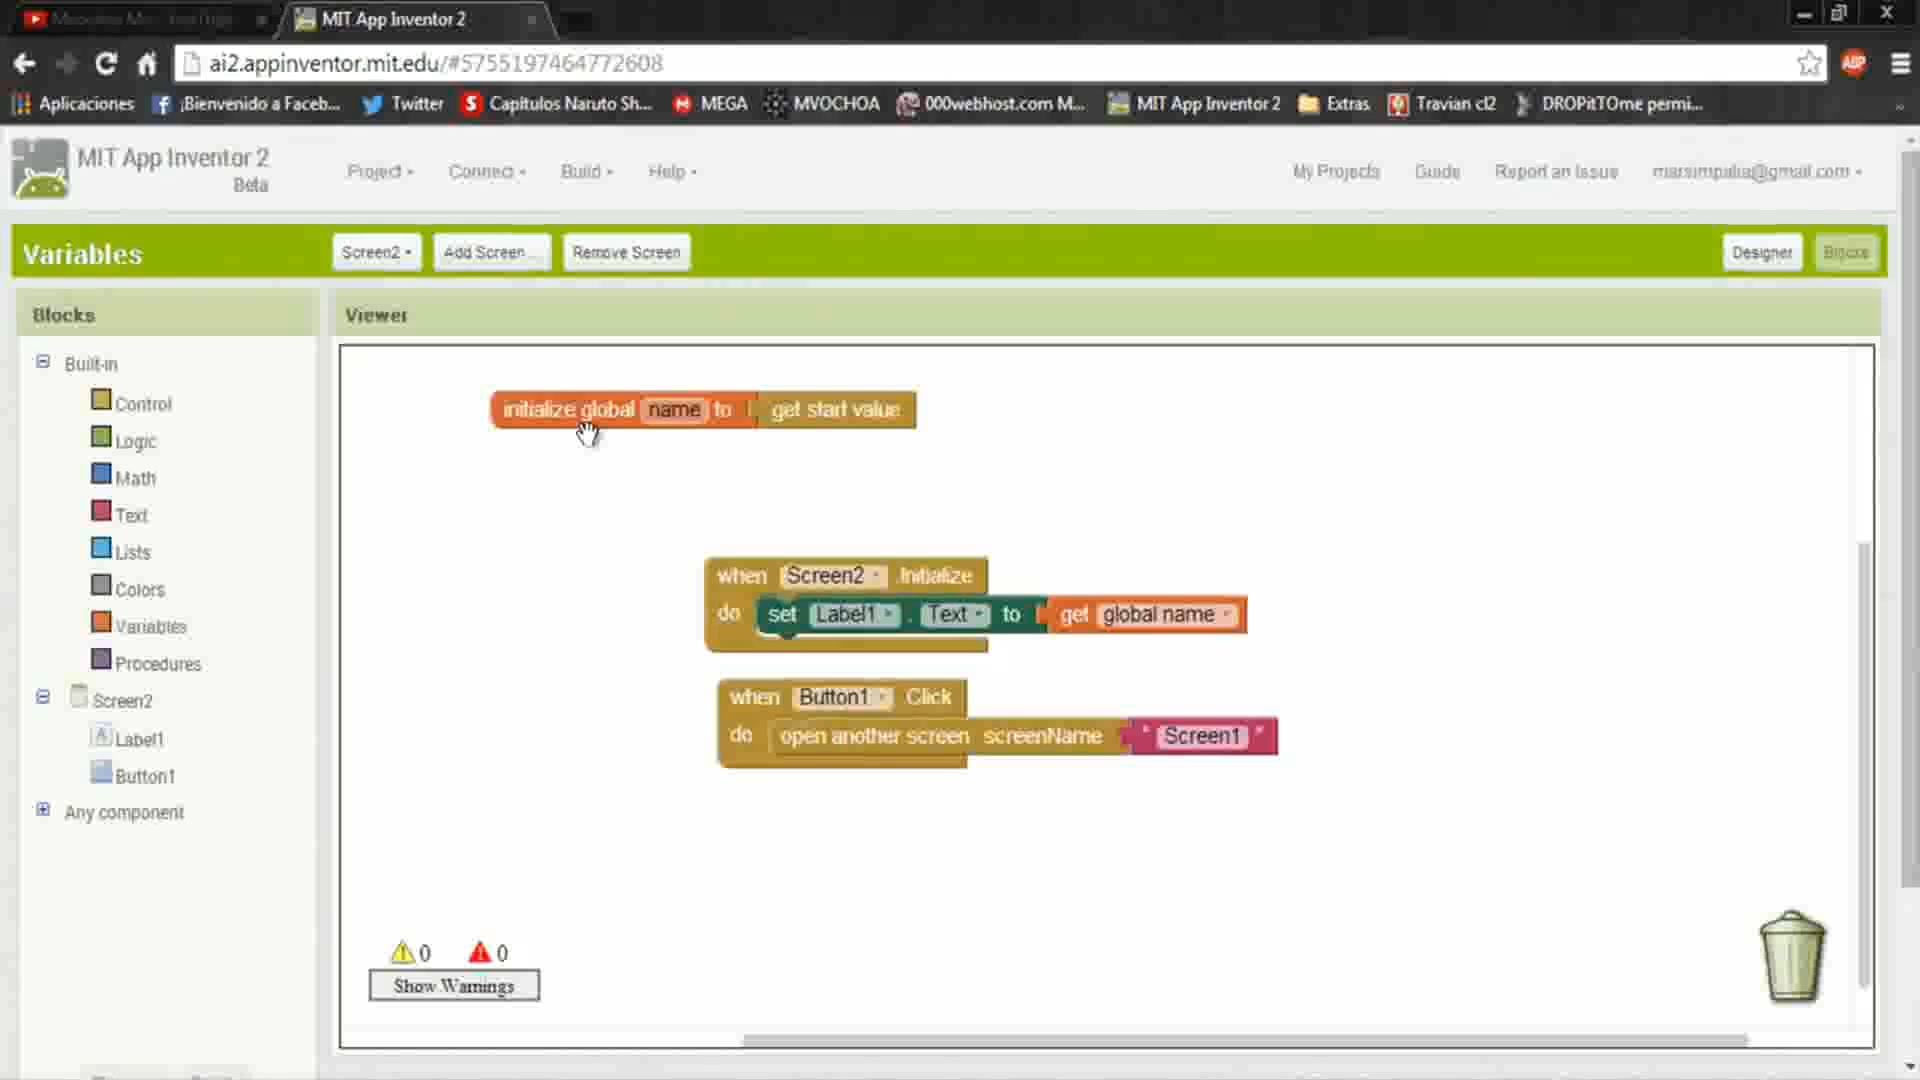 MIT App Inventor 2
ai2.appinventor.mit.edu/#5755197464772608
Aplicaciones ¡Bienvenido a Faceb... Twitter Capítulos Naruto Sh... MEGA MVOCHOA 000webhost.com M... MIT App Inventor 2 Extras Travian cl2 DROPitTOme permi...
MIT App Inventor 2
Beta
Project Connect Build Help My Projects Guide Report an Issue marsimpalia@gmail.com
Variables Screen2 Add Screen ... Remove Screen Designer Blocks
Blocks
Viewer
Built-in
Control
Logic
Math
Text
Lists
Colors
Variables
Procedures
Screen2
Label1
Button1
Any component
initialize global name to get start value
when Screen2 .Initialize
do set Label1 . Text to get global name
when Button1 .Click
do open another screen screenName " Screen1 "
0 0
Show Warnings